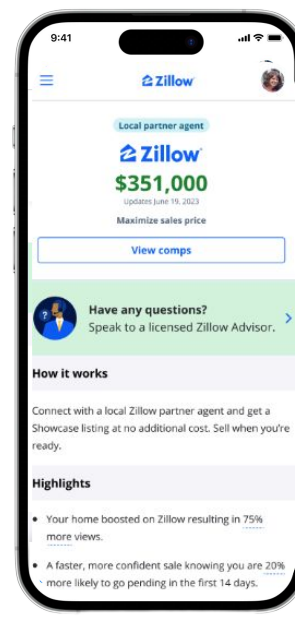 9:41
Zillow
Local partner agent
Zillow
$351,000
Updates June 19, 2023
Maximize sales price
View comps
Have any questions?
Speak to a licensed Zillow Advisor.
How it works
Connect with a local Zillow partner agent and get a
Showcase listing at no additional cost. Sell when you're
ready.
Highlights
• Your home boosted on Zillow resulting in 75%
more views.
• A faster, more confident sale knowing you are 20%
more likely to go pending in the first 14 days.